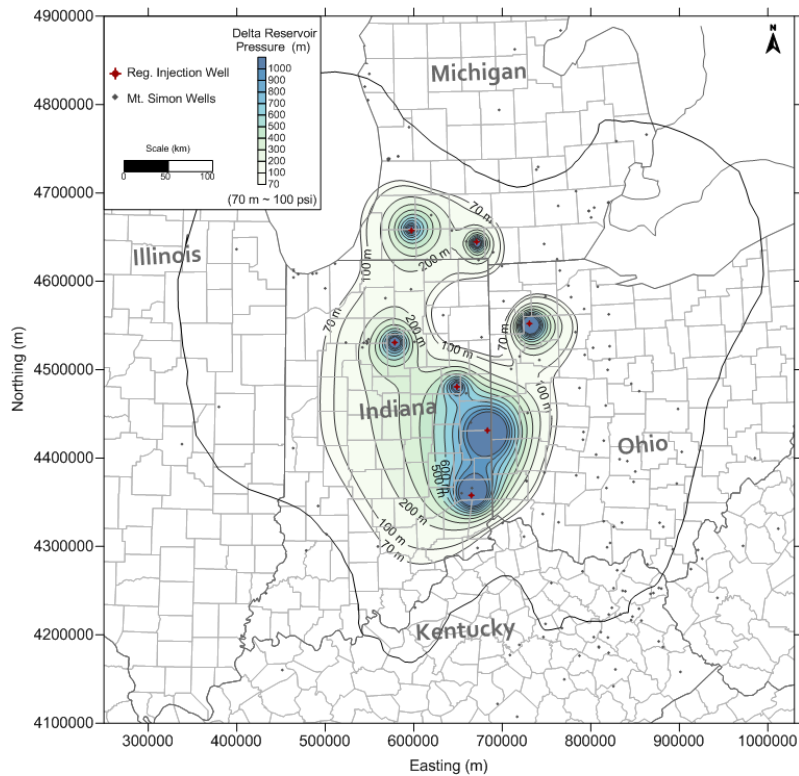 4900000
4800000
4700000
4600000
4500000
4400000
4300000
4200000
4100000
Northing (m)
300000
400000
500000
600000
700000
800000
900000
1000000
Easting (m)
Reg. Injection Well
Mt. Simon Wells
Scale (km)
0
50
100
Delta Reservoir
Pressure (m)
1000
900
800
700
600
500
400
300
200
100
70
(70 m ~ 100 psi)
N
Michigan
Illinois
70 m
200 m
100 m
70 m
200 m
100 m
70 m
100 m
Indiana
Ohio
600 m
500 m
200 m
100 m
70 m
Kentucky